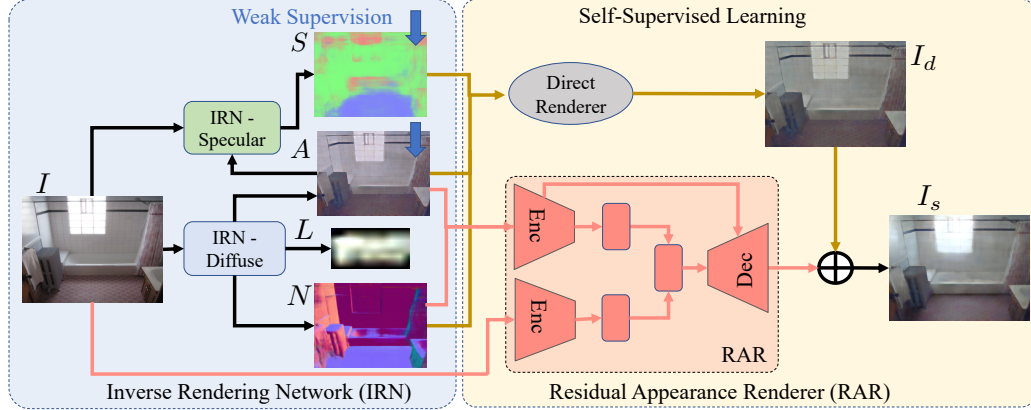 Weak Supervision
Self-Supervised Learning
S
I_d
Direct
Renderer
IRN -
Specular
A
I
Enc
I_s
L
IRN -
Diffuse
Dec
N
Enc
RAR
Inverse Rendering Network (IRN)
Residual Appearance Renderer (RAR)